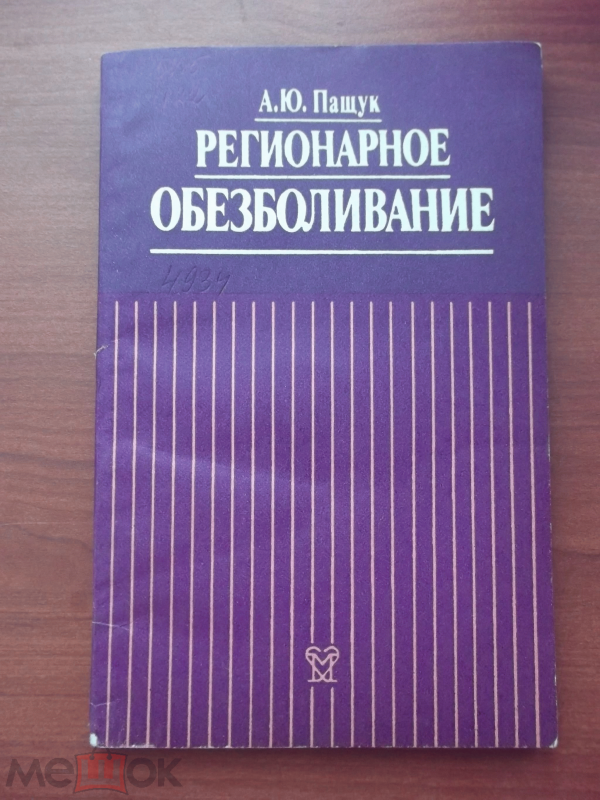 А.Ю. Пащук
РЕГИОНАРНОЕ
ОБЕЗБОЛИВАНИЕ
4934
М
мешок